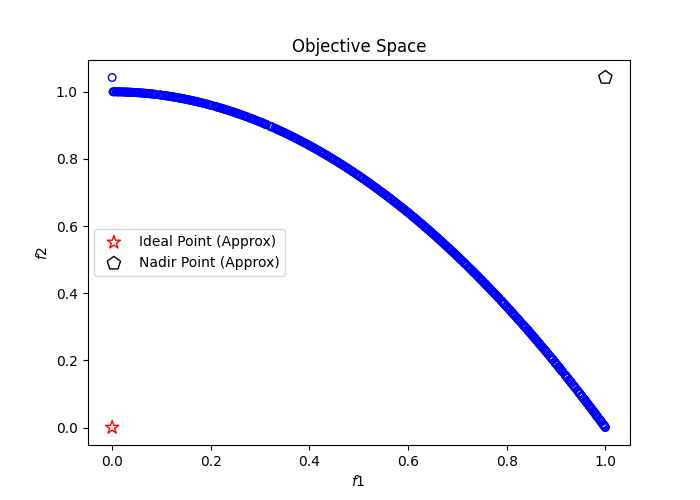 Objective Space
f2
1.0
0.8
0.6
0.4
0.2
0.0
Ideal Point (Approx)
Nadir Point (Approx)
0.0 0.2 0.4 0.6 0.8 1.0
f1